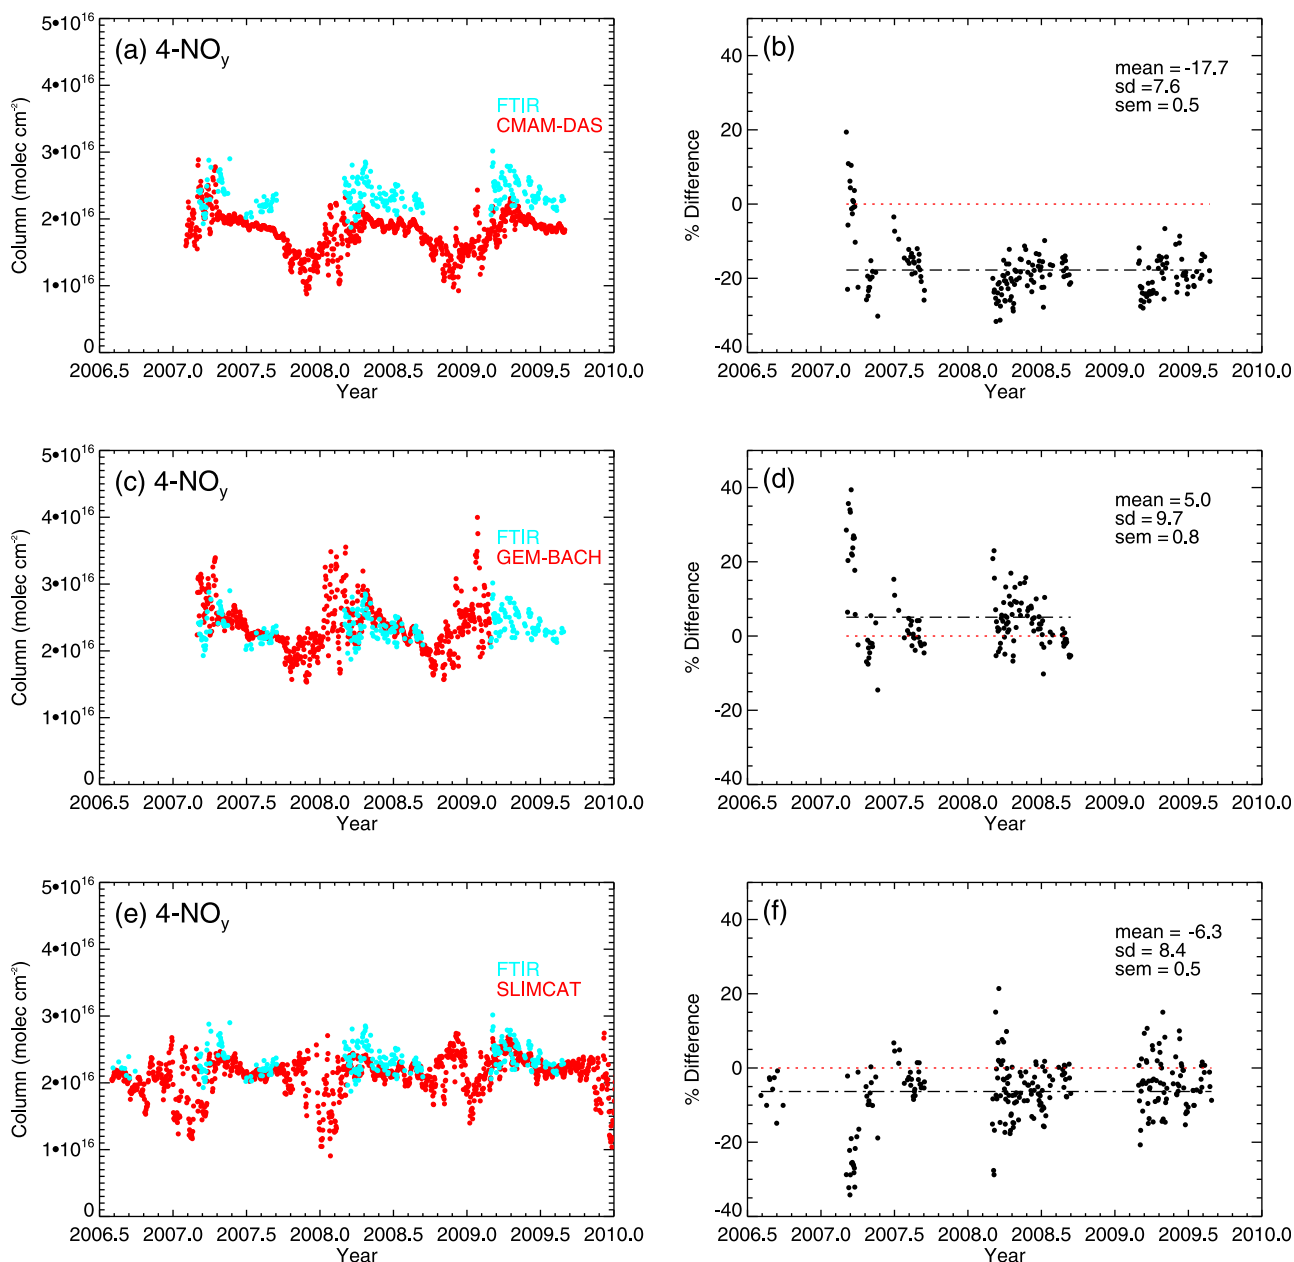 (a) 4-NOy
FTIR
CMAM-DAS
5•10^16
4•10^16
3•10^16
2•10^16
1•10^16
0
Column (molec cm^-2)
2006.5 2007.0 2007.5 2008.0 2008.5 2009.0 2009.5 2010.0
Year
(b)
mean = -17.7
sd =7.6
sem = 0.5
40
20
0
-20
-40
% Difference
2006.5 2007.0 2007.5 2008.0 2008.5 2009.0 2009.5 2010.0
Year
(c) 4-NOy
FTIR
GEM-BACH
5•10^16
4•10^16
3•10^16
2•10^16
1•10^16
0
Column (molec cm^-2)
2006.5 2007.0 2007.5 2008.0 2008.5 2009.0 2009.5 2010.0
Year
(d)
mean = 5.0
sd = 9.7
sem = 0.8
40
20
0
-20
-40
% Difference
2006.5 2007.0 2007.5 2008.0 2008.5 2009.0 2009.5 2010.0
Year
(e) 4-NOy
FTIR
SLIMCAT
5•10^16
4•10^16
3•10^16
2•10^16
1•10^16
0
Column (molec cm^-2)
2006.5 2007.0 2007.5 2008.0 2008.5 2009.0 2009.5 2010.0
Year
(f)
mean = -6.3
sd = 8.4
sem = 0.5
40
20
0
-20
-40
% Difference
2006.5 2007.0 2007.5 2008.0 2008.5 2009.0 2009.5 2010.0
Year